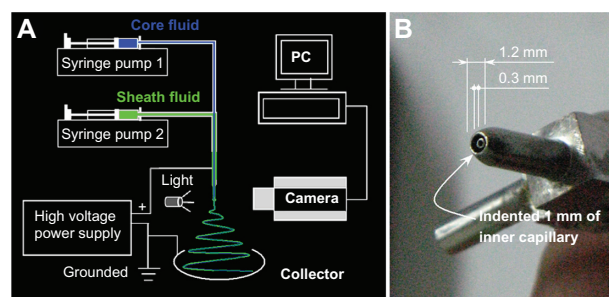 A
Core fluid
Syringe pump 1
Sheath fluid
Syringe pump 2
PC
Light
Camera
+
High voltage
power supply
Grounded
Collector
B
1.2 mm
0.3 mm
Indented 1 mm of
inner capillary